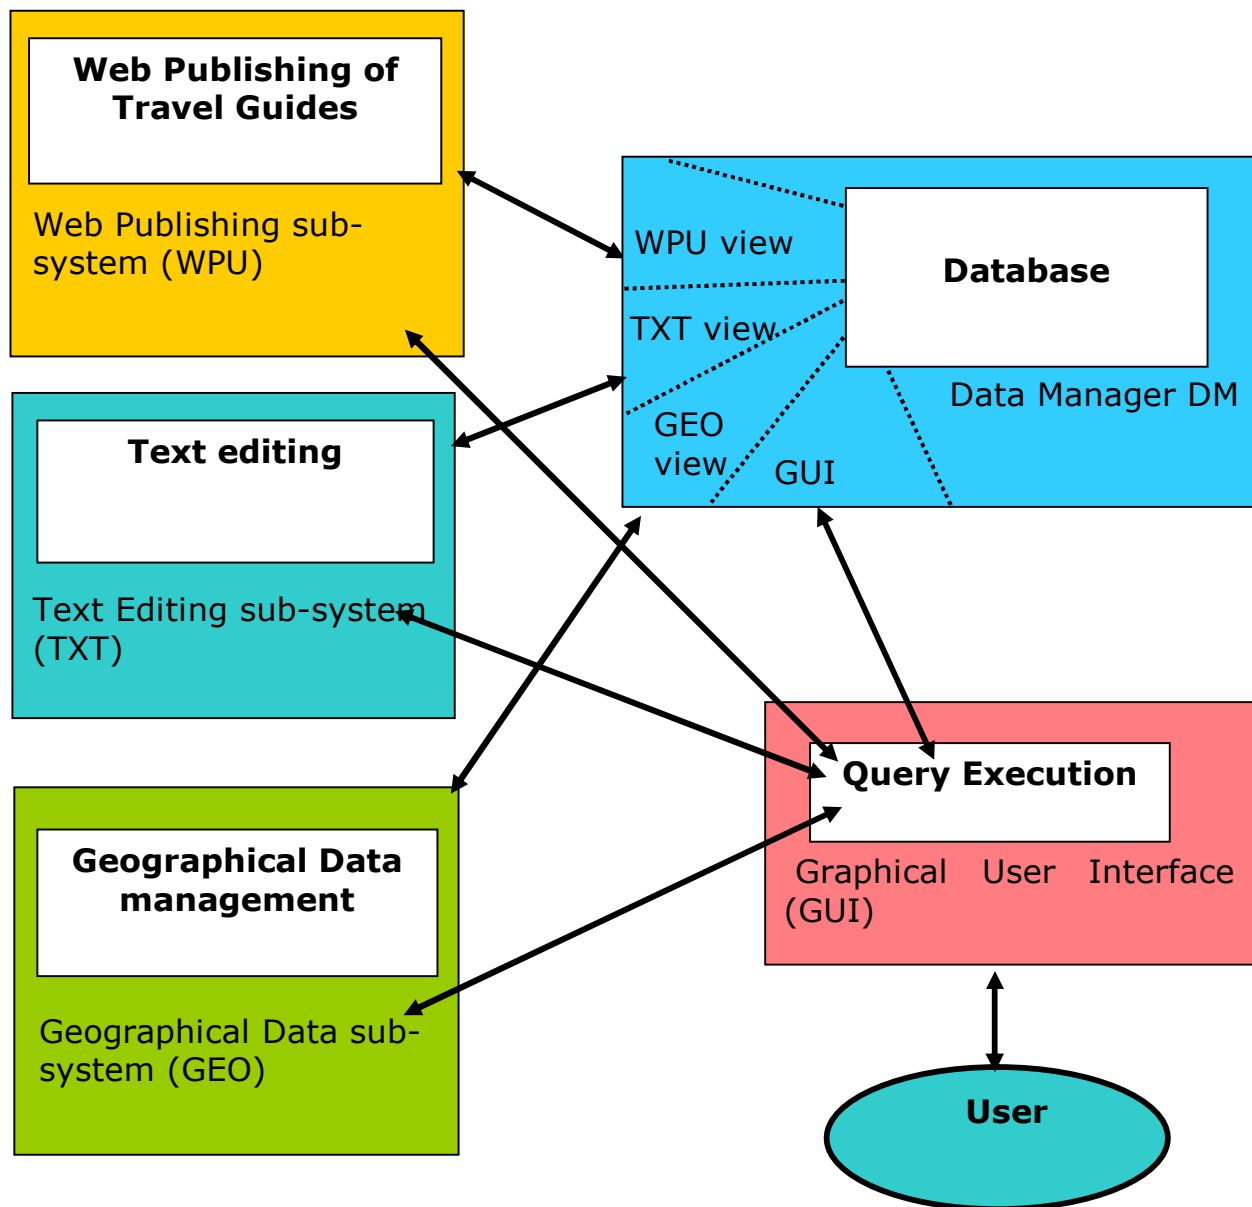 Web Publishing of
Travel Guides
Web Publishing sub-
system (WPU)
WPU view
TXT view
GEO
view
GUI
Database
Data Manager DM
Text editing
Text Editing sub-system
(TXT)
Geographical Data
management
Geographical Data sub-
system (GEO)
Query Execution
Graphical User Interface
(GUI)
User